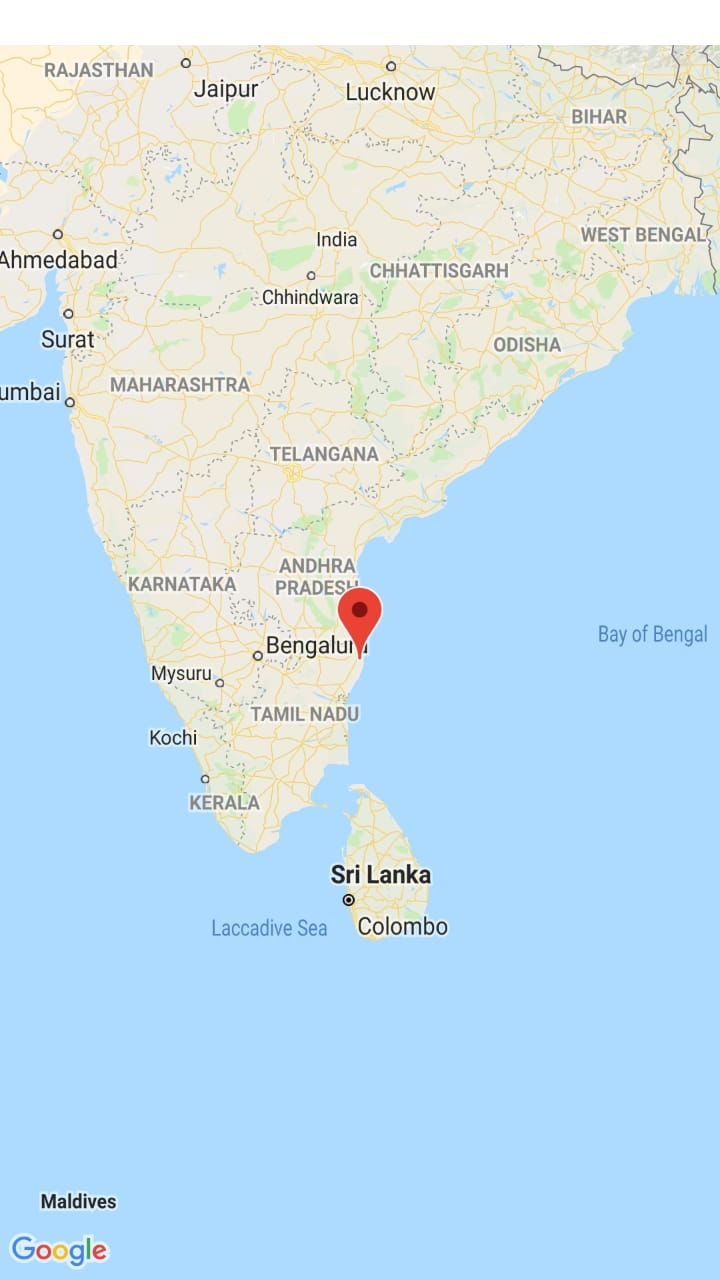 RAJASTHAN
Jaipur
Lucknow
BIHAR
Ahmedabad
India
WEST BENGAL
CHHATTISGARH
Chhindwara
Surat
ODISHA
umbai
MAHARASHTRA
TELANGANA
ANDHRA
PRADESH
KARNATAKA
Bengaluru
Bay of Bengal
Mysuru
TAMIL NADU
Kochi
KERALA
Sri Lanka
Colombo
Laccadive Sea
Maldives
Google